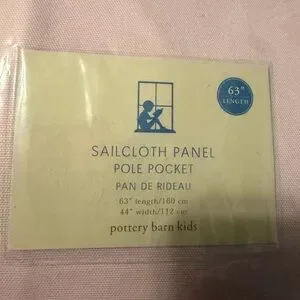 63"
LENGTH
SAILCLOTH PANEL
POLE POCKET
PAN DE RIDEAU
63" length/160 cm
44" width/112 cm
pottery barn kids